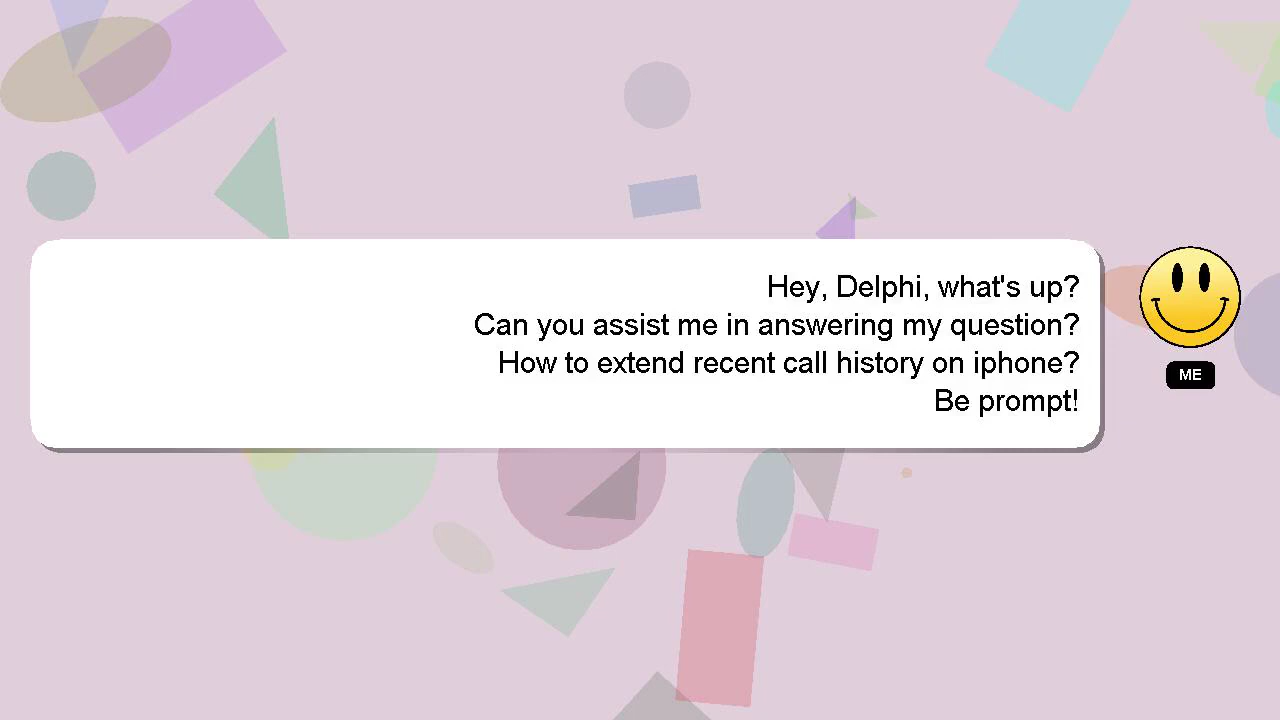 Hey, Delphi, what's up?
Can you assist me in answering my question?
How to extend recent call history on iphone?
Be prompt!
ME